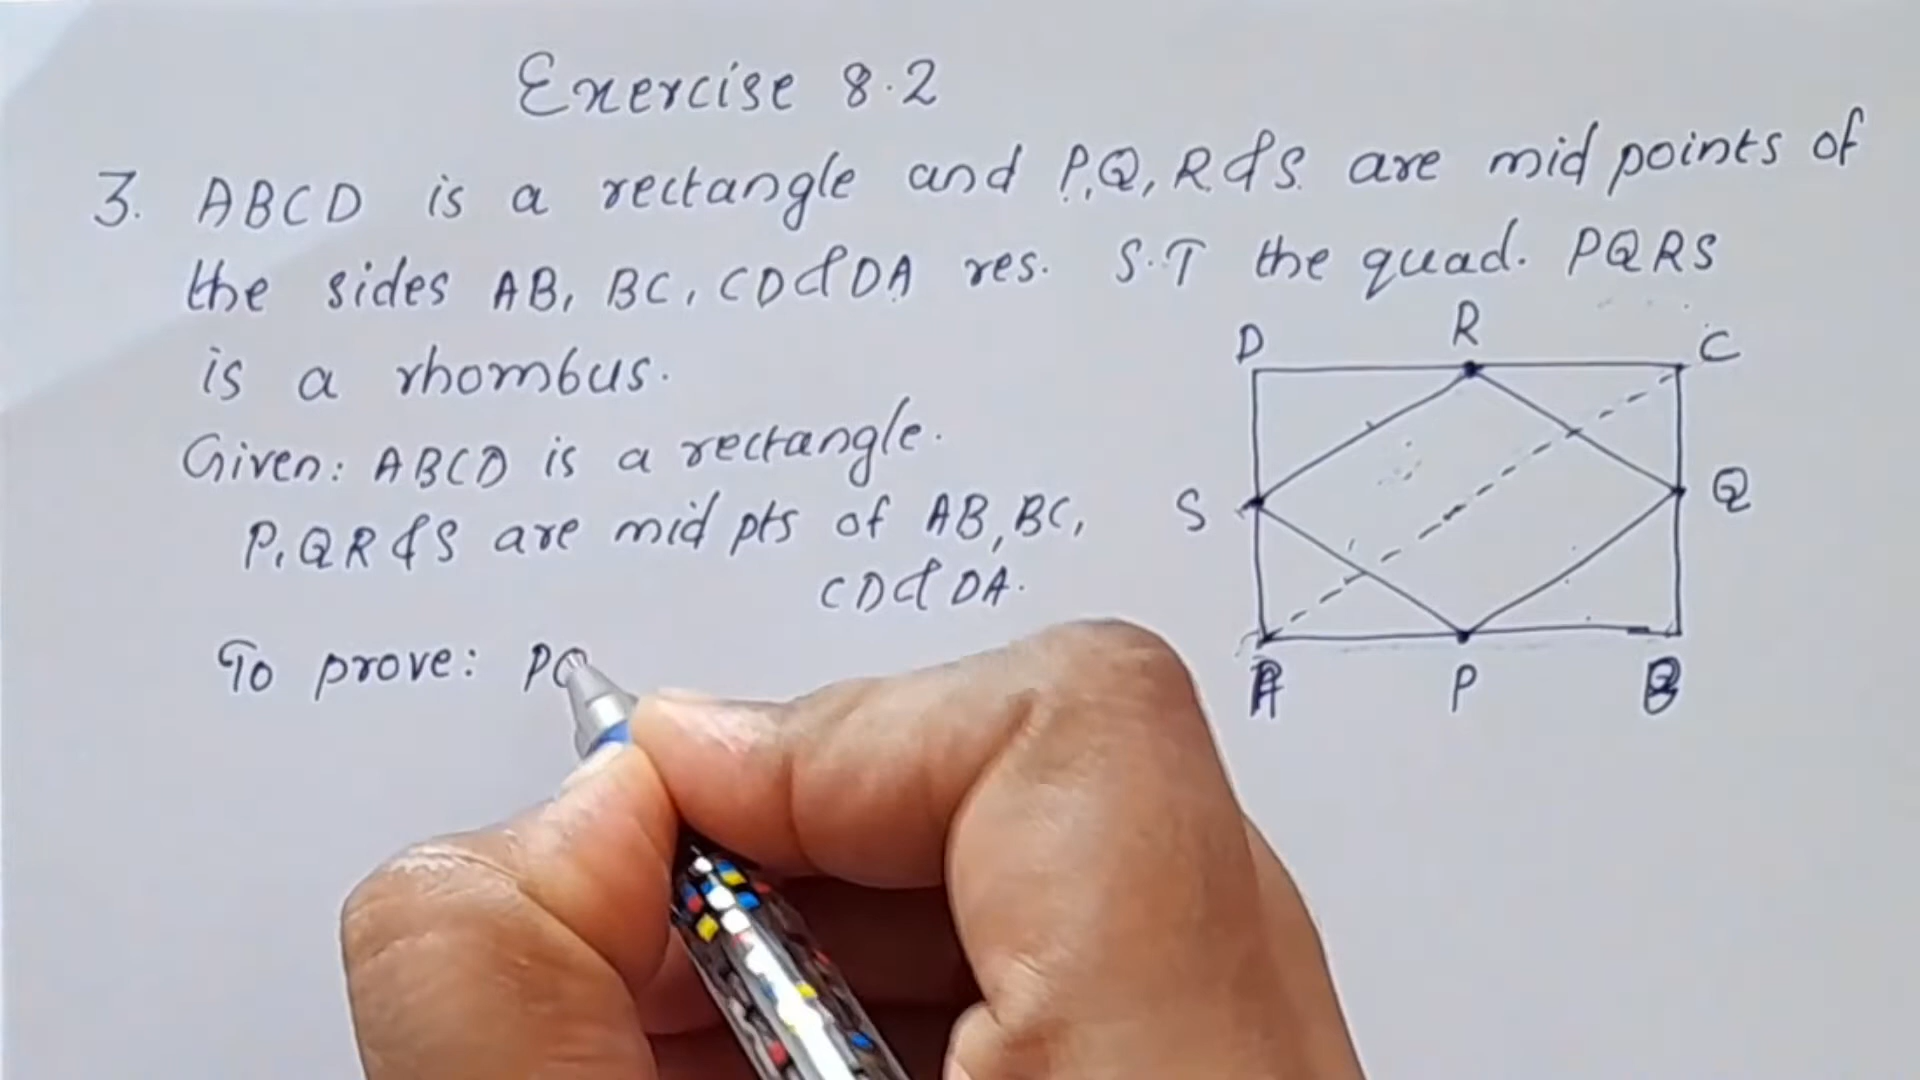 Exercise 8.2
3. ABCD is a rectangle and P,Q, R & S. are mid points of
the sides AB, BC, CD & DA res. S.T the quad. PQRS
is a rhombus.
Given: ABCD is a rectangle.
P, Q R & S are mid pts of AB, BC,
CD & DA.
To prove: PQ
D R C
S Q
A P B